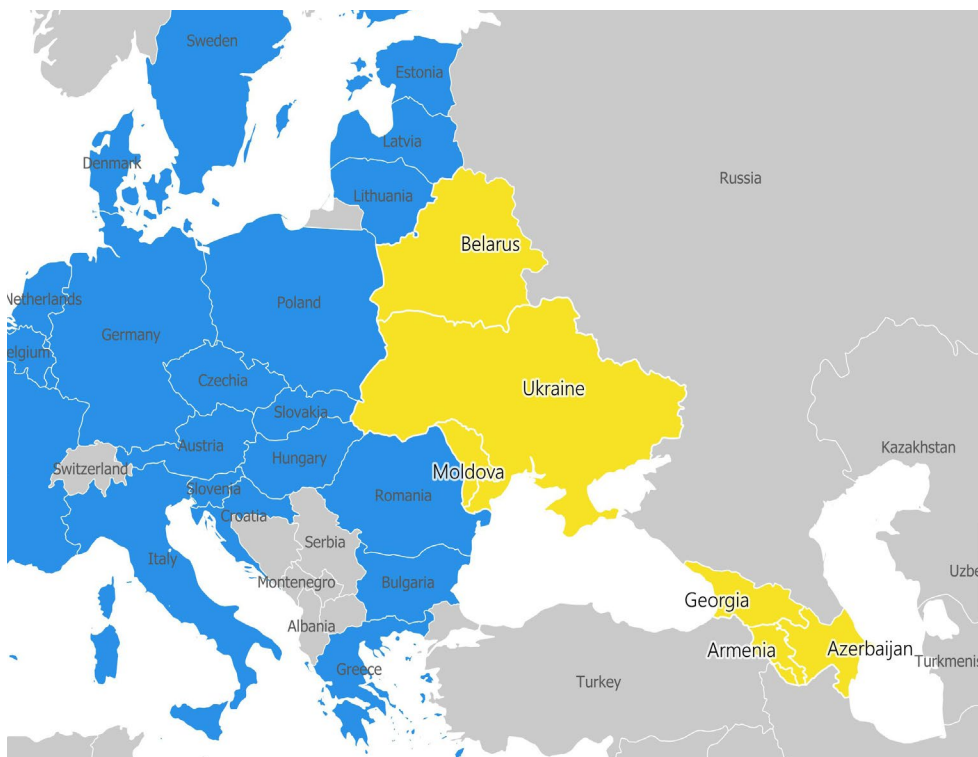 Sweden
Estonia
Latvia
Denmark
Lithuania
Russia
Belarus
Netherlands
Poland
Germany
elgium
Czechia
Ukraine
Slovakia
Austria
Kazakhstan
Hungary
Switzerland
Moldova
Slovenia
Romania
Croatia
Serbia
Italy
Uzbe
Montenegro
Bulgaria
Georgia
Albania
Armenia
Azerbaijan
Turkmenis
Greece
Turkey